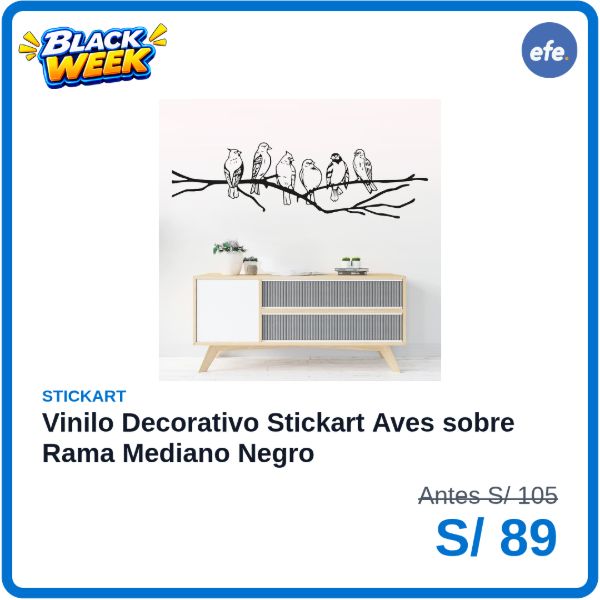 BLACK
WEEK
efe.
STICKART
Vinilo Decorativo Stickart Aves sobre
Rama Mediano Negro
Antes S/ 105
S/ 89